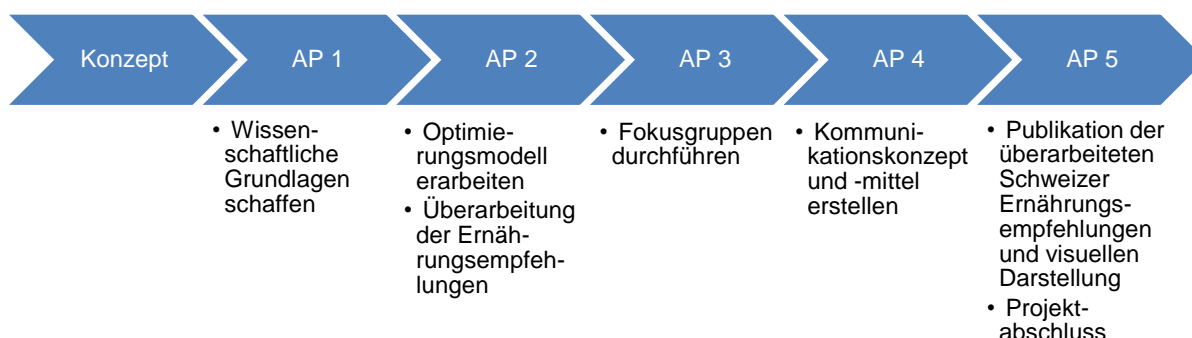 Konzept
AP 1
AP 2
AP 3
AP 4
AP 5
• Wissen-
schaftliche
Grundlagen
schaffen
• Optimie-
rungsmodell
erarbeiten
• Überarbeitung
der Ernäh-
rungsempfeh-
lungen
• Fokusgruppen
durchführen
• Kommuni-
kationskonzept
und -mittel
erstellen
• Publikation der
überarbeiteten
Schweizer
Ernährungs-
empfehlungen
und visuellen
Darstellung
• Projekt-
abschluss